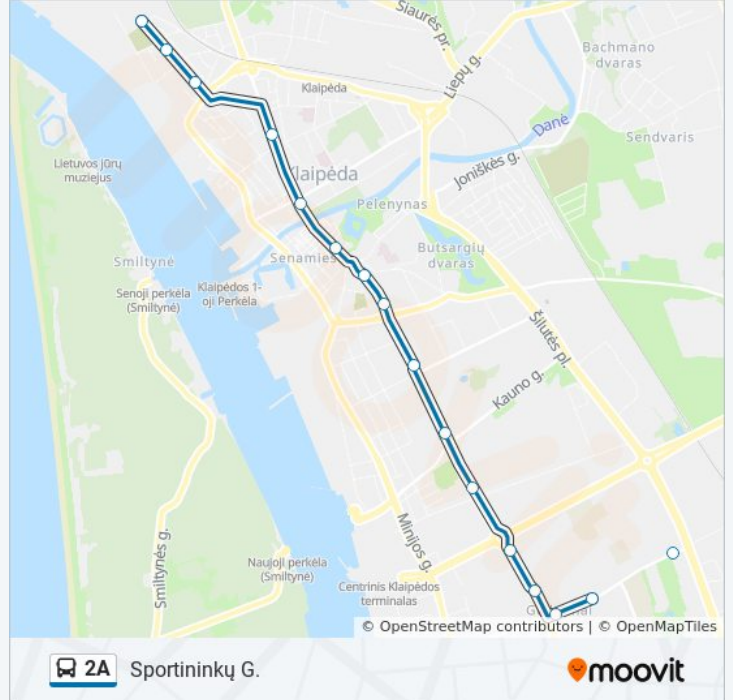 Šiaurės pr.
Bachmano
dvaras
Liepų g.
Klaipėda
Danė
Sendvaris
Lietuvos jūrų
muziejus
Joniškės g.
Klaipėda
Pelenynas
Butsargių
dvaras
Smiltynė
Senamies
Senoji perkėla
(Smiltynė)
Klaipėdos 1-
oji Perkėla
Šilutės pl.
Kauno g.
Minijos g.
Smiltynės g.
Naujoji perkėla
(Smiltynė)
Centrinis Klaipėdos
terminalas
© OpenStreetMap contributors | © OpenMapTiles
2A Sportininkų G.
moovit